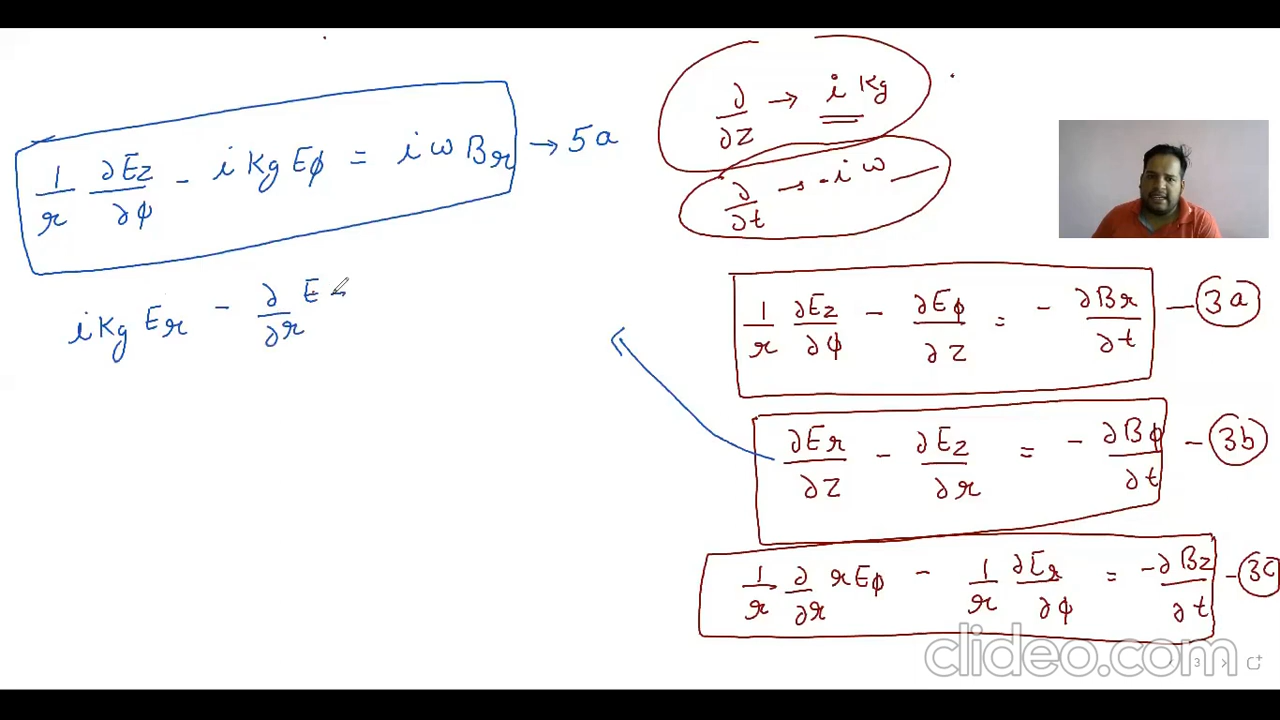 1/r ∂Ez/∂φ - i Kg Eφ = i ω Br → 5a
i Kg Er - ∂/∂r E
∂/∂z → i Kg
∂/∂t → - i ω
1/r ∂Ez/∂φ - ∂Eφ/∂z = - ∂Br/∂t - 3a
∂Er/∂z - ∂Ez/∂r = - ∂Bφ/∂t - 3b
1/r ∂/∂r rEφ - 1/r ∂Er/∂φ = -∂Bz/∂t - 3c
clideo.com
3